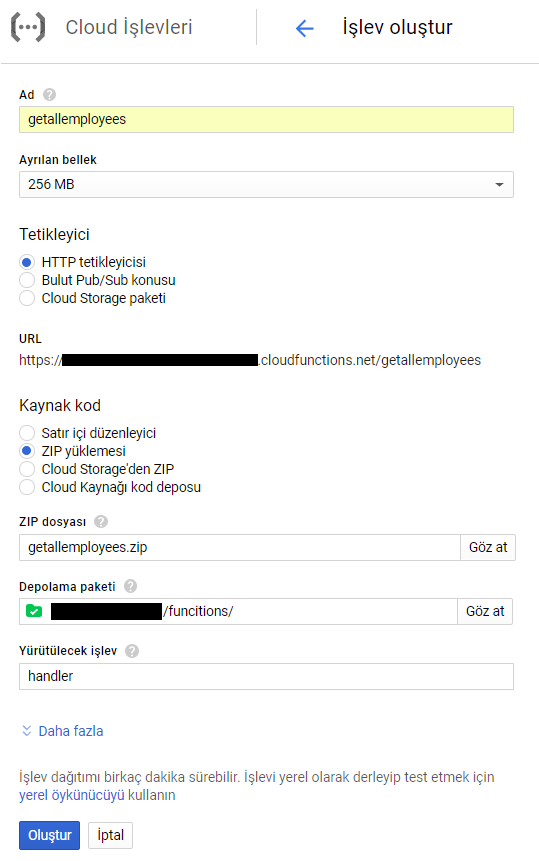 Cloud İşlevleri
İşlev oluştur
Ad
getallemployees
Ayrılan bellek
256 MB
Tetikleyici
HTTP tetikleyicisi
Bulut Pub/Sub konusu
Cloud Storage paketi
URL
https:// .cloudfunctions.net/getallemployees
Kaynak kod
Satır içi düzenleyici
ZIP yüklemesi
Cloud Storage'den ZIP
Cloud Kaynağı kod deposu
ZIP dosyası
getallemployees.zip
Göz at
Depolama paketi
/funcitions/
Göz at
Yürütülecek işlev
handler
Daha fazla
İşlev dağıtımı birkaç dakika sürebilir. İşlevi yerel olarak derleyip test etmek için
yerel öykünücüyü kullanın
Oluştur
İptal